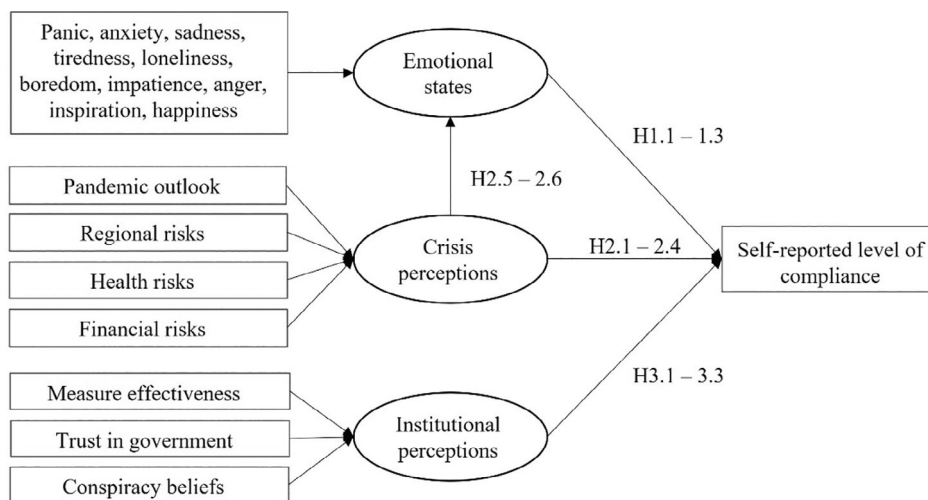 Panic, anxiety, sadness,
tiredness, loneliness,
boredom, impatience, anger,
inspiration, happiness
Emotional
states
H1.1 – 1.3
H2.5 – 2.6
Pandemic outlook
Regional risks
Health risks
Financial risks
Crisis
perceptions
H2.1 – 2.4
Self-reported level of
compliance
H3.1 – 3.3
Measure effectiveness
Trust in government
Conspiracy beliefs
Institutional
perceptions